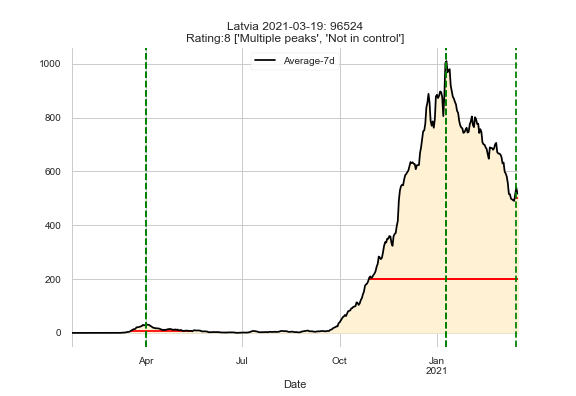 Latvia 2021-03-19: 96524
Rating:8 ['Multiple peaks', 'Not in control']
Average-7d
1000
800
600
400
200
0
Apr
Jul
Oct
Jan
2021
Date